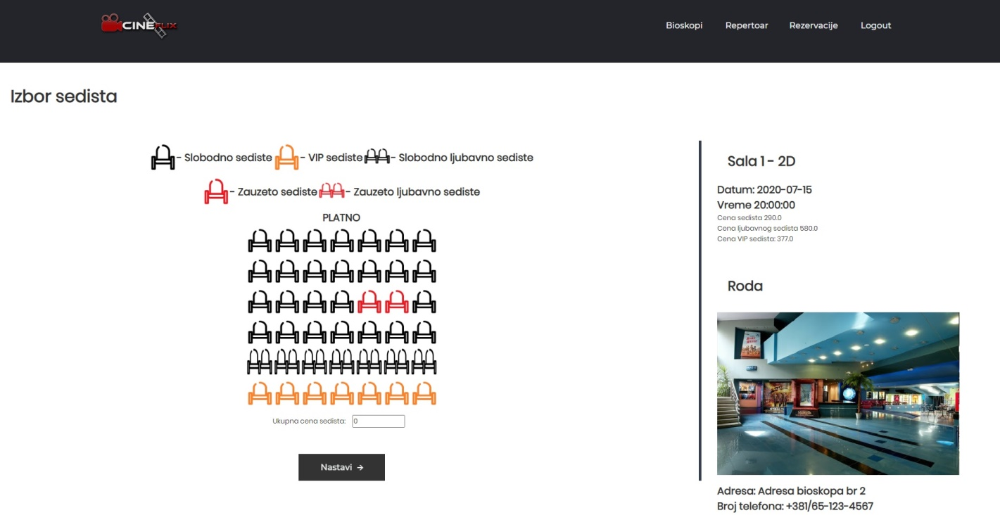 CINEFLIX
Bioskopi Repertoar Rezervacije Logout
Izbor sedista
- Slobodno sediste - VIP sediste - Slobodno ljubavno sediste
- Zauzeto sediste - Zauzeto ljubavno sediste
PLATNO
Ukupna cena sedista: 0
Nastavi →
Sala 1 - 2D
Datum: 2020-07-15
Vreme 20:00:00
Cena sedista 290.0
Cena ljubavnog sedista 580.0
Cena VIP sedista: 377.0
Roda
Adresa: Adresa bioskopa br 2
Broj telefona: +381/65-123-4567